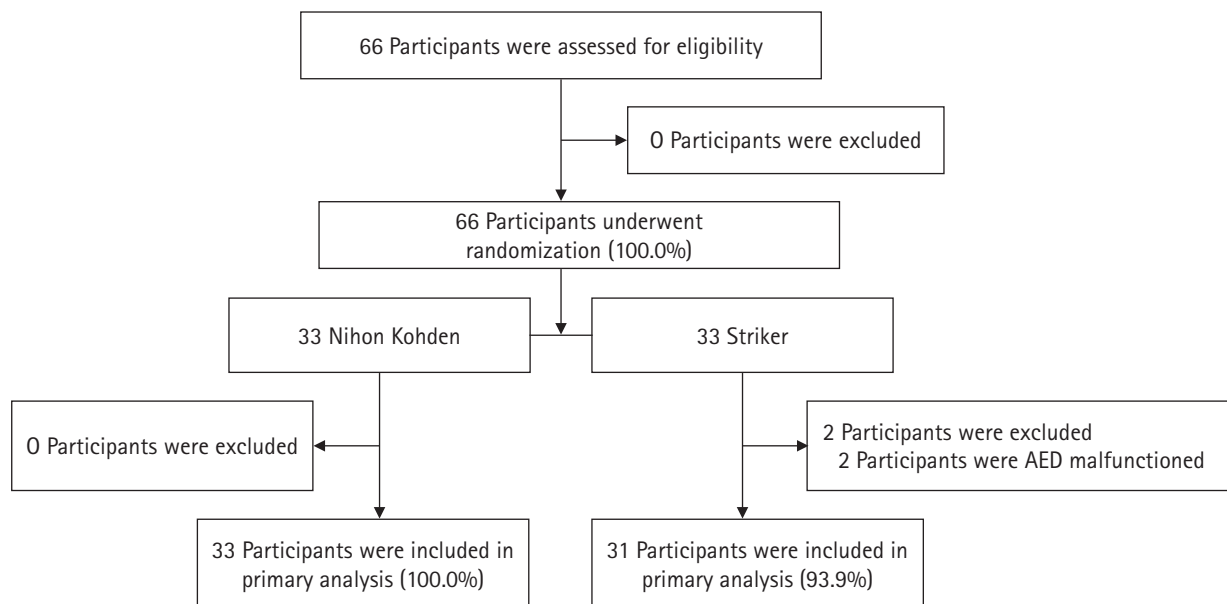 66 Participants were assessed for eligibility
0 Participants were excluded
66 Participants underwent
randomization (100.0%)
33 Nihon Kohden
33 Striker
0 Participants were excluded
2 Participants were excluded
2 Participants were AED malfunctioned
33 Participants were included in
primary analysis (100.0%)
31 Participants were included in
primary analysis (93.9%)